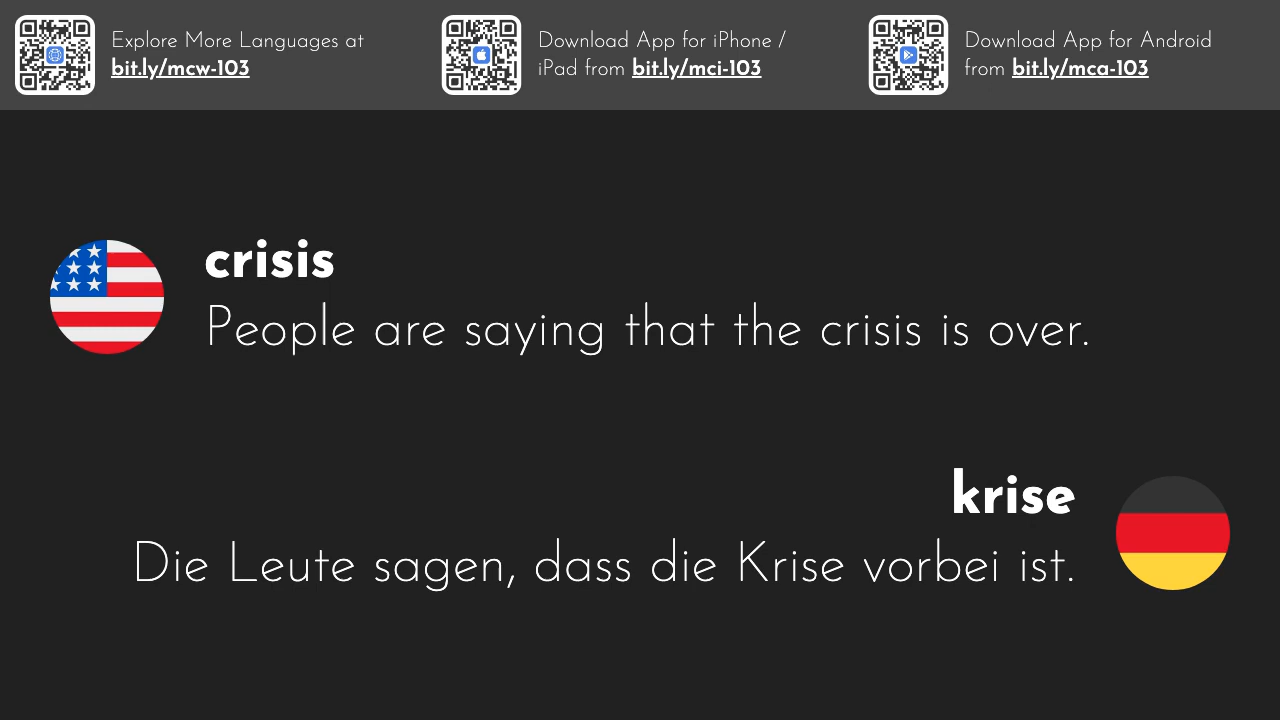 Explore More Languages at
bit.ly/mcw-103
Download App for iPhone /
iPad from bit.ly/mci-103
Download App for Android
from bit.ly/mca-103
crisis
People are saying that the crisis is over.
krise
Die Leute sagen, dass die Krise vorbei ist.